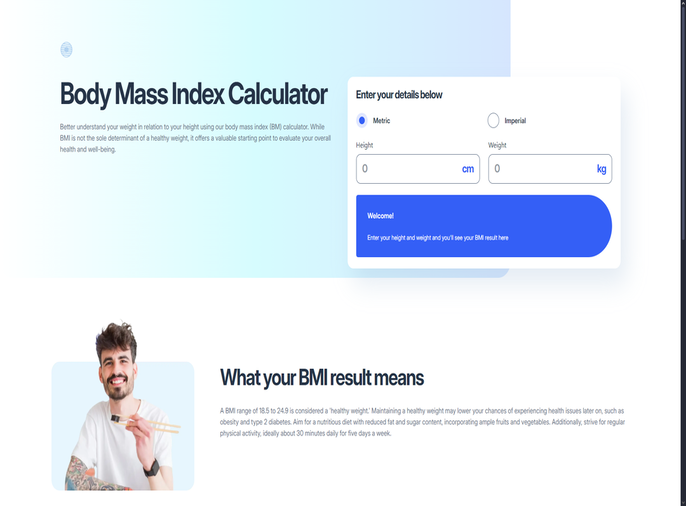 Body Mass Index Calculator
Better understand your weight in relation to your height using our body mass index (BM) calculator. While
BMI is not the sole determinant of a healthy weight, it offers a valuable starting point to evaluate your overall
health and well-being.
Enter your details below
Metric
Imperial
Height
Weight
0 cm
0 kg
Welcome!
Enter your height and weight and you'll see your BMI result here
What your BMI result means
A BMI range of 18.5 to 24.9 is considered a 'healthy weight.' Maintaining a healthy weight may lower your chances of experiencing health issues later on, such as
obesity and type 2 diabetes. Aim for a nutritious diet with reduced fat and sugar content, incorporating ample fruits and vegetables. Additionally, strive for regular
physical activity, ideally about 30 minutes daily for five days a week.